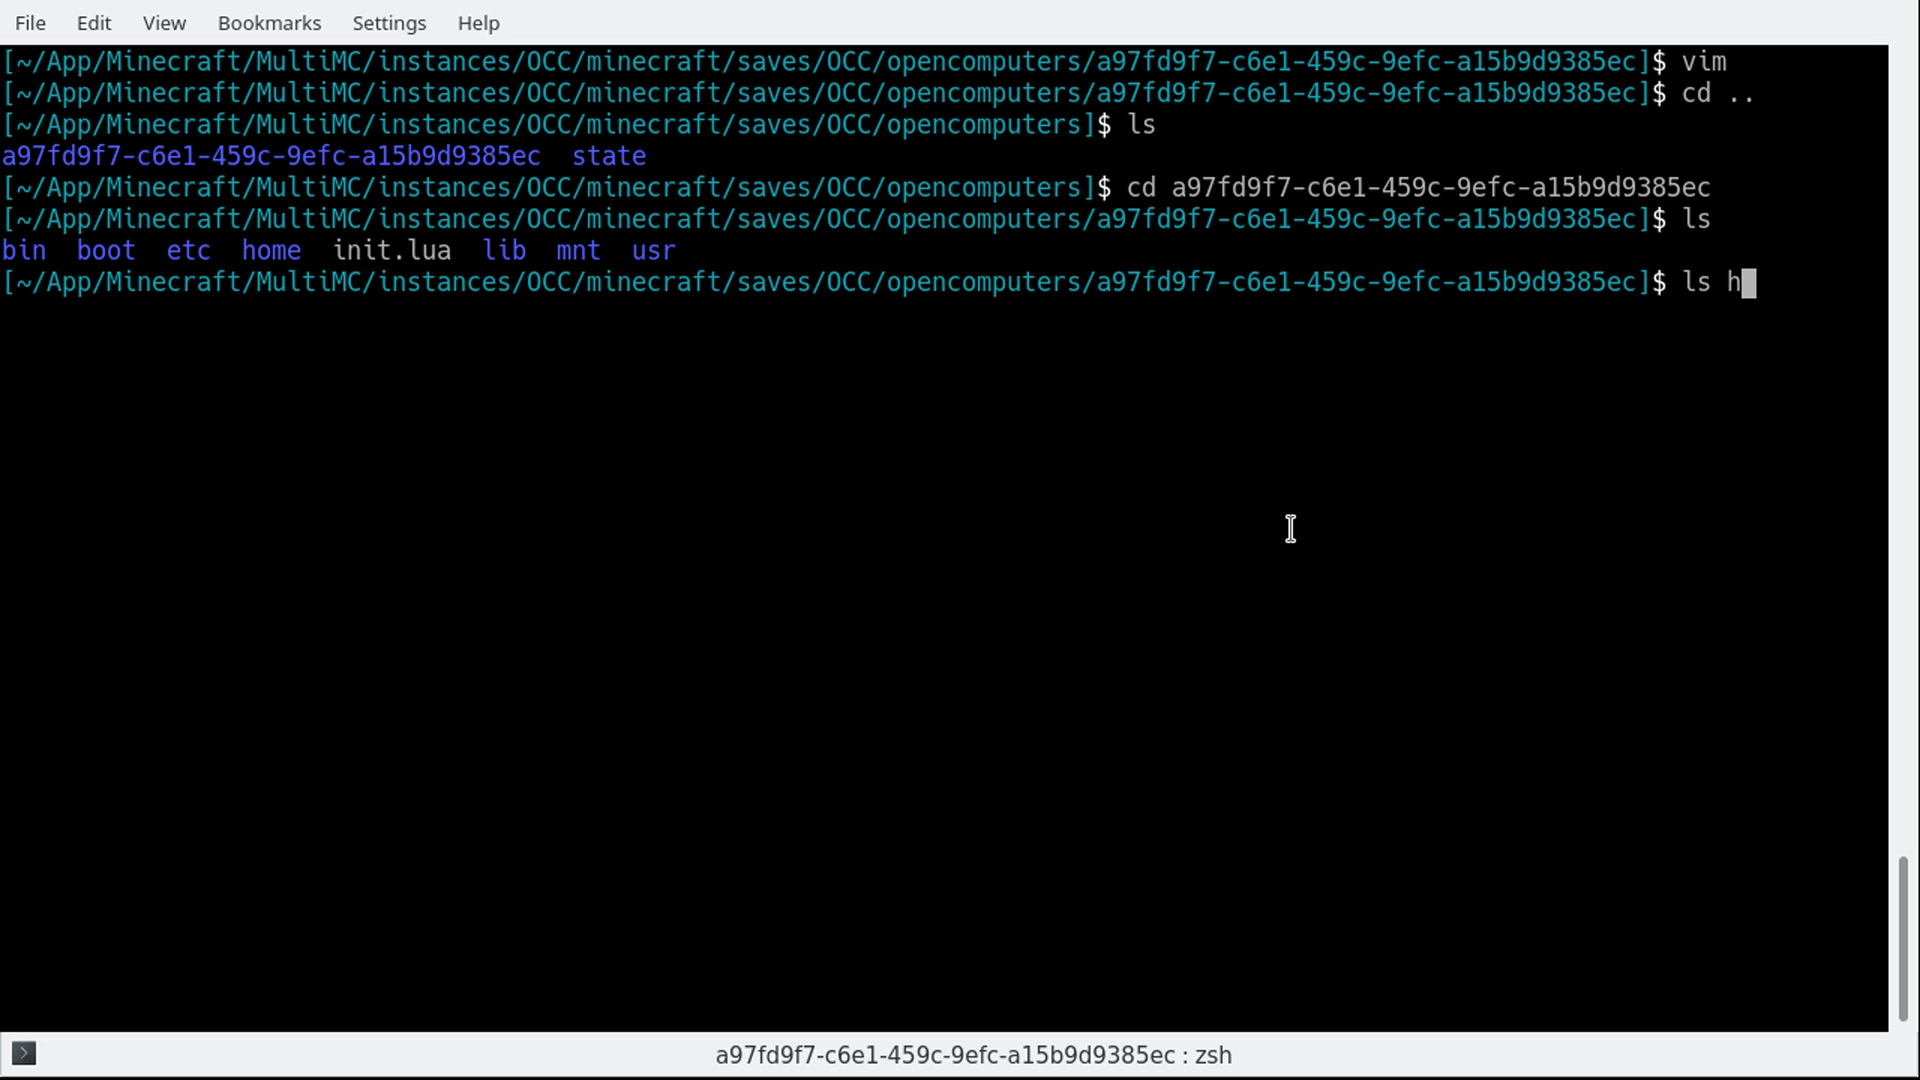 File Edit View Bookmarks Settings Help
[~/App/Minecraft/MultiMC/instances/OCC/minecraft/saves/OCC/opencomputers/a97fd9f7-c6e1-459c-9efc-a15b9d9385ec]$ vim
[~/App/Minecraft/MultiMC/instances/OCC/minecraft/saves/OCC/opencomputers/a97fd9f7-c6e1-459c-9efc-a15b9d9385ec]$ cd ..
[~/App/Minecraft/MultiMC/instances/OCC/minecraft/saves/OCC/opencomputers]$ ls
a97fd9f7-c6e1-459c-9efc-a15b9d9385ec  state
[~/App/Minecraft/MultiMC/instances/OCC/minecraft/saves/OCC/opencomputers]$ cd a97fd9f7-c6e1-459c-9efc-a15b9d9385ec
[~/App/Minecraft/MultiMC/instances/OCC/minecraft/saves/OCC/opencomputers/a97fd9f7-c6e1-459c-9efc-a15b9d9385ec]$ ls
bin  boot  etc  home  init.lua  lib  mnt  usr
[~/App/Minecraft/MultiMC/instances/OCC/minecraft/saves/OCC/opencomputers/a97fd9f7-c6e1-459c-9efc-a15b9d9385ec]$ ls h
a97fd9f7-c6e1-459c-9efc-a15b9d9385ec : zsh